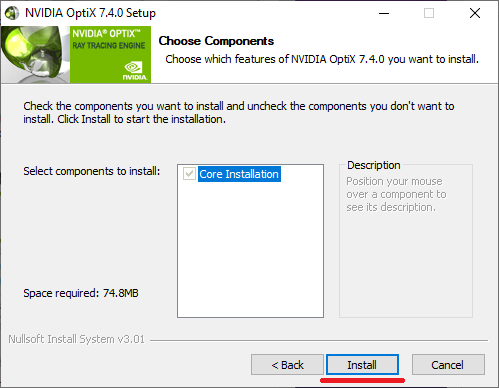 NVIDIA OptiX 7.4.0 Setup
NVIDIA® OPTIX™
RAY TRACING ENGINE
NVIDIA.
Choose Components
Choose which features of NVIDIA OptiX 7.4.0 you want to install.
Check the components you want to install and uncheck the components you don't want to
install. Click Install to start the installation.
Select components to install:
Core Installation
Description
Position your mouse
over a component to
see its description.
Space required: 74.8MB
Nullsoft Install System v3.01
< Back
Install
Cancel